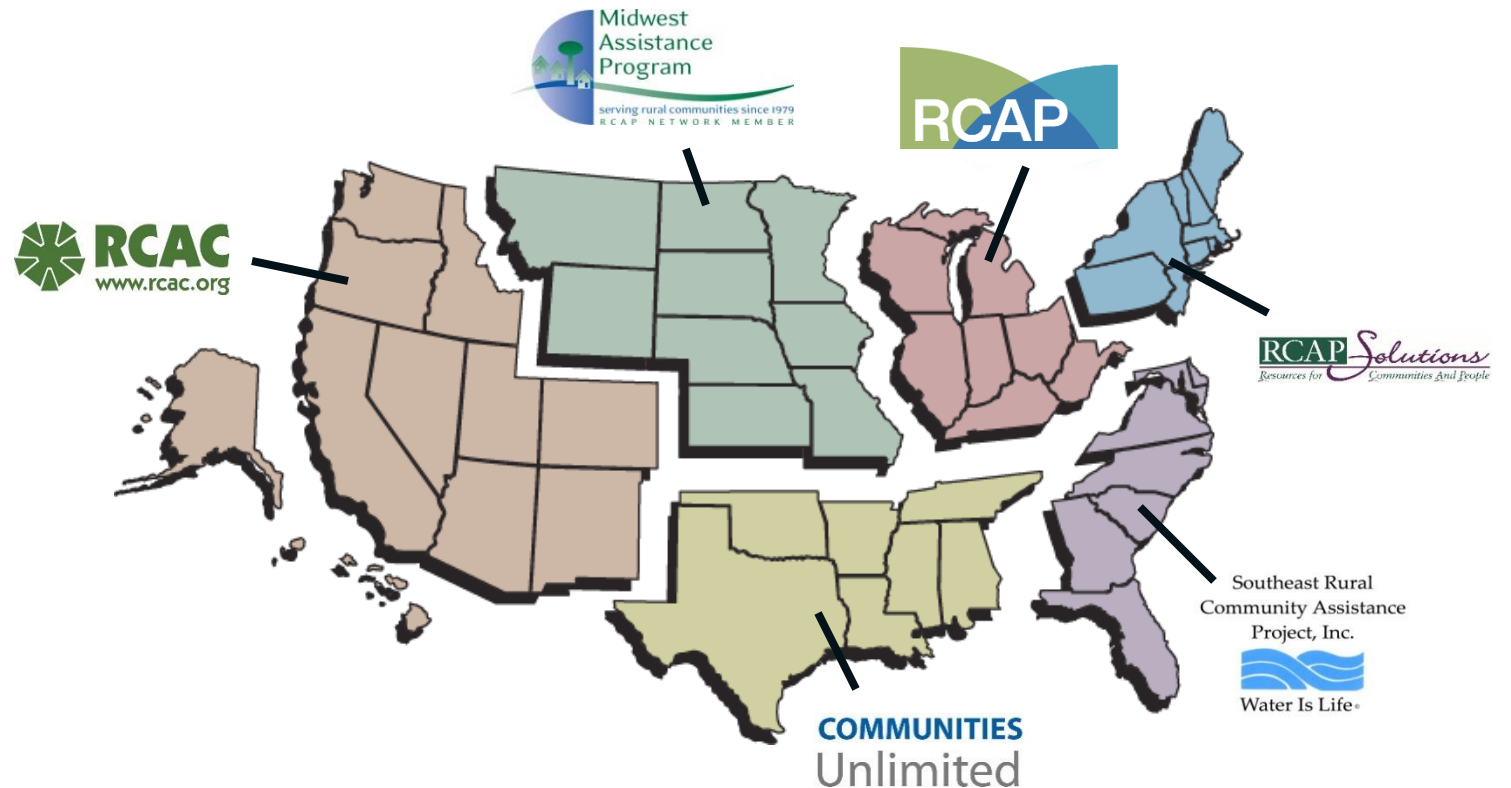 Midwest
Assistance
Program
serving rural communities since 1979
RCAP NETWORK MEMBER
RCAP
RCAC
www.rcac.org
RCAP Solutions
Resources for Communities And People
Southeast Rural
Community Assistance
Project, Inc.
Water Is Life©
COMMUNITIES
Unlimited